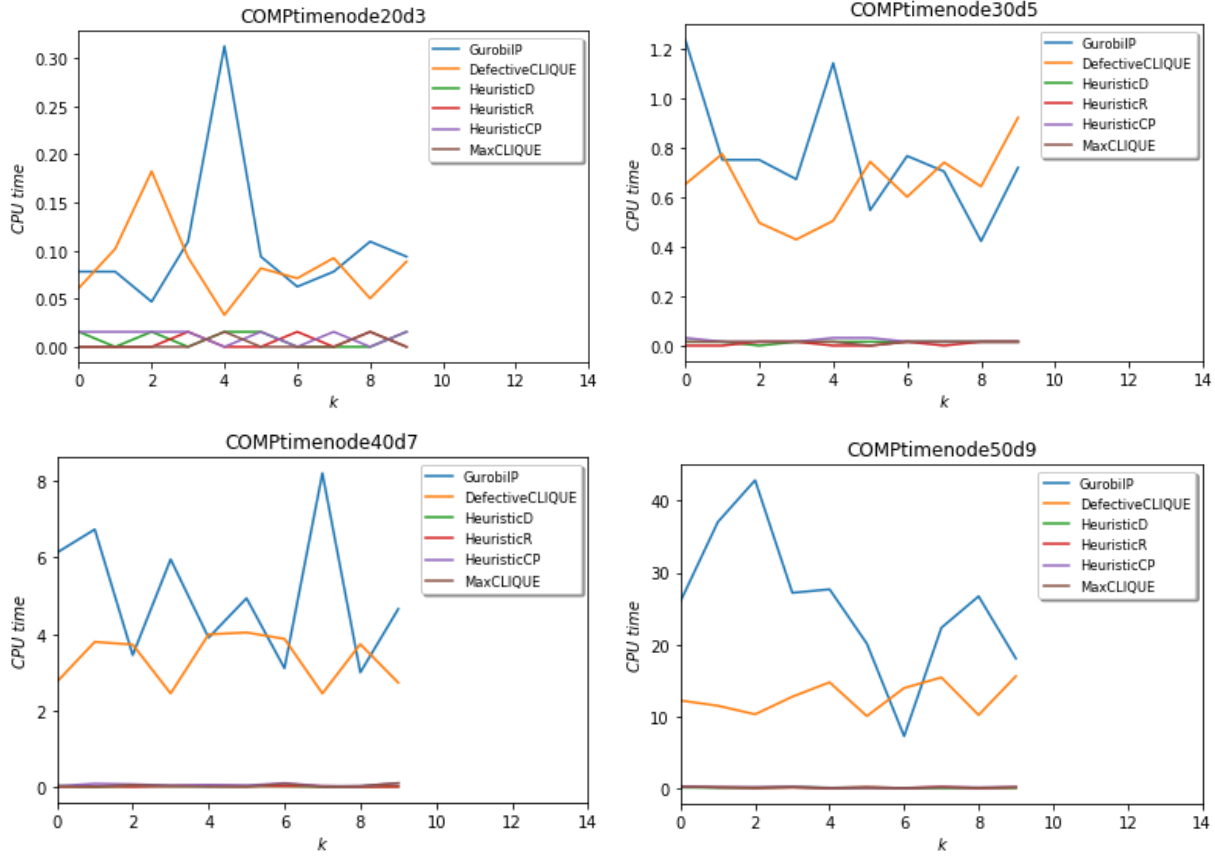 COMPtimenode20d3
CPU time
0.30
0.25
0.20
0.15
0.10
0.05
0.00
GurobiIP
DefectiveCLIQUE
HeuristicD
HeuristicR
HeuristicCP
MaxCLIQUE
0 2 4 6 8 10 12 14
k
COMPtimenode30d5
CPU time
1.2
1.0
0.8
0.6
0.4
0.2
0.0
GurobiIP
DefectiveCLIQUE
HeuristicD
HeuristicR
HeuristicCP
MaxCLIQUE
0 2 4 6 8 10 12 14
k
COMPtimenode40d7
CPU time
8
6
4
2
0
GurobiIP
DefectiveCLIQUE
HeuristicD
HeuristicR
HeuristicCP
MaxCLIQUE
0 2 4 6 8 10 12 14
k
COMPtimenode50d9
CPU time
40
30
20
10
0
GurobiIP
DefectiveCLIQUE
HeuristicD
HeuristicR
HeuristicCP
MaxCLIQUE
0 2 4 6 8 10 12 14
k